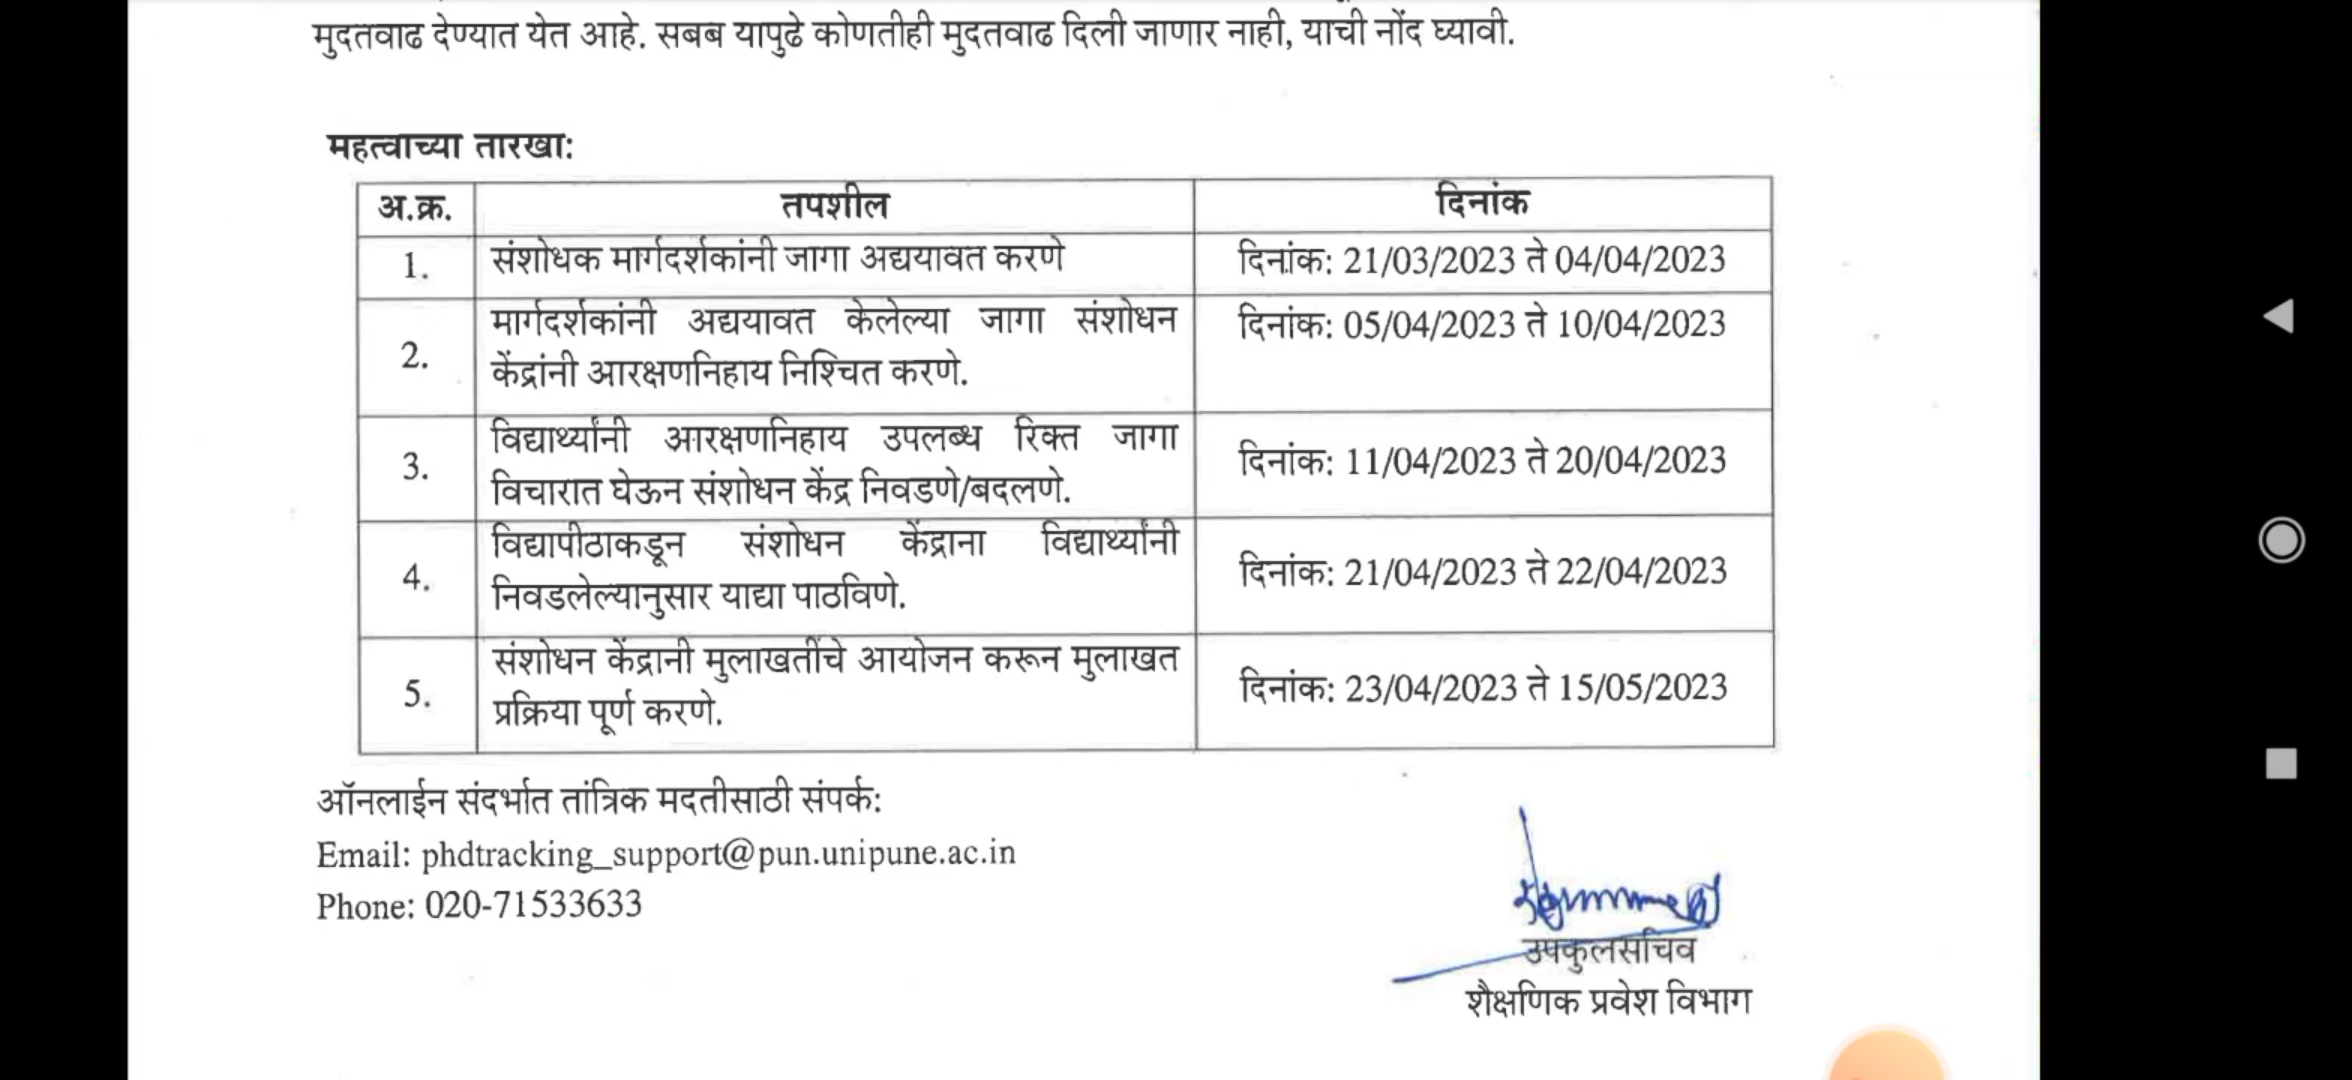 मुदतवाढ देण्यात येत आहे. सबब यापुढे कोणतीही मुदतवाढ दिली जाणार नाही, याची नोंद घ्यावी.
महत्वाच्या तारखा:
अ.क्र. तपशील दिनांक
1. संशोधक मार्गदर्शकांनी जागा अद्ययावत करणे दिनांक: 21/03/2023 ते 04/04/2023
2. मार्गदर्शकांनी अद्ययावत केलेल्या जागा संशोधन दिनांक: 05/04/2023 ते 10/04/2023
केंद्रांनी आरक्षणनिहाय निश्चित करणे.
3. विद्यार्थ्यांनी आरक्षणनिहाय उपलब्ध रिक्त जागा दिनांक: 11/04/2023 ते 20/04/2023
विचारात घेऊन संशोधन केंद्र निवडणे/बदलणे.
4. विद्यापीठाकडून संशोधन केंद्राना विद्यार्थ्यांनी दिनांक: 21/04/2023 ते 22/04/2023
निवडलेल्यानुसार याद्या पाठविणे.
5. संशोधन केंद्रानी मुलाखतींचे आयोजन करून मुलाखत दिनांक: 23/04/2023 ते 15/05/2023
प्रक्रिया पूर्ण करणे.
ऑनलाईन संदर्भात तांत्रिक मदतीसाठी संपर्क:
Email: phdtracking_support@pun.unipune.ac.in
Phone: 020-71533633
उपकुलसचिव
शैक्षणिक प्रवेश विभाग